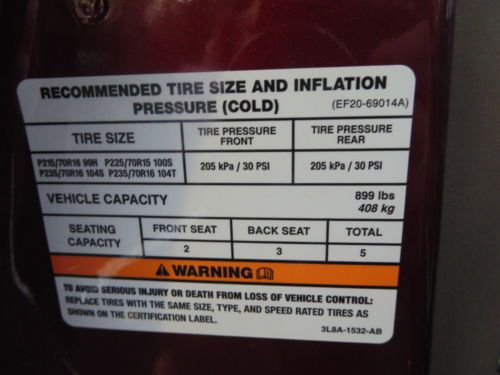 RECOMMENDED TIRE SIZE AND INFLATION
PRESSURE (COLD) (EF20-69014A)
TIRE SIZE TIRE PRESSURE FRONT TIRE PRESSURE REAR
P215/70R16 99H P225/70R15 100S
P235/70R16 104S P235/70R16 104T
205 kPa / 30 PSI 205 kPa / 30 PSI
VEHICLE CAPACITY 899 lbs
408 kg
SEATING CAPACITY FRONT SEAT BACK SEAT TOTAL
2 3 5
WARNING
TO AVOID SERIOUS INJURY OR DEATH FROM LOSS OF VEHICLE CONTROL:
REPLACE TIRES WITH THE SAME SIZE, TYPE, AND SPEED RATED TIRES AS
SHOWN ON THE CERTIFICATION LABEL.
3L8A-1532-AB